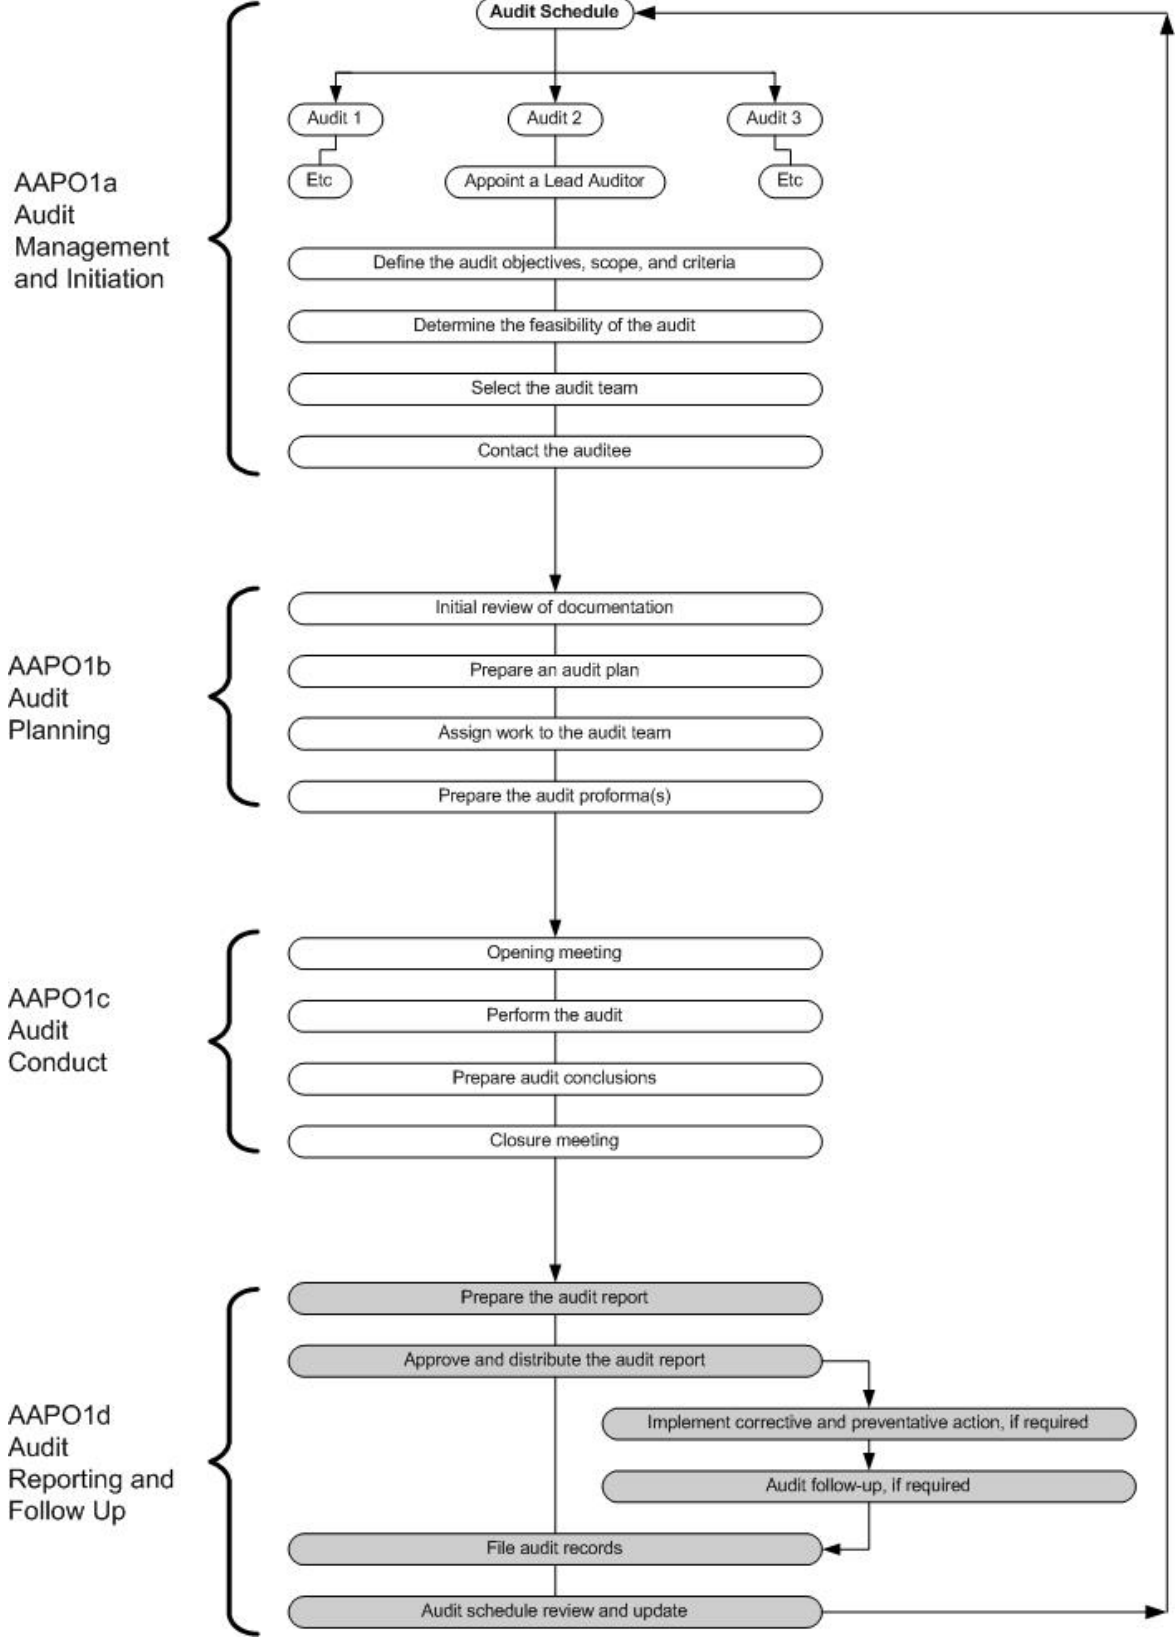 Audit Schedule
Audit 1
Audit 2
Audit 3
Etc
Appoint a Lead Auditor
Etc
AAPO1a
Audit
Management
and Initiation
Define the audit objectives, scope, and criteria
Determine the feasibility of the audit
Select the audit team
Contact the auditee
AAPO1b
Audit
Planning
Initial review of documentation
Prepare an audit plan
Assign work to the audit team
Prepare the audit proforma(s)
AAPO1c
Audit
Conduct
Opening meeting
Perform the audit
Prepare audit conclusions
Closure meeting
AAPO1d
Audit
Reporting and
Follow Up
Prepare the audit report
Approve and distribute the audit report
Implement corrective and preventative action, if required
Audit follow-up, if required
File audit records
Audit schedule review and update